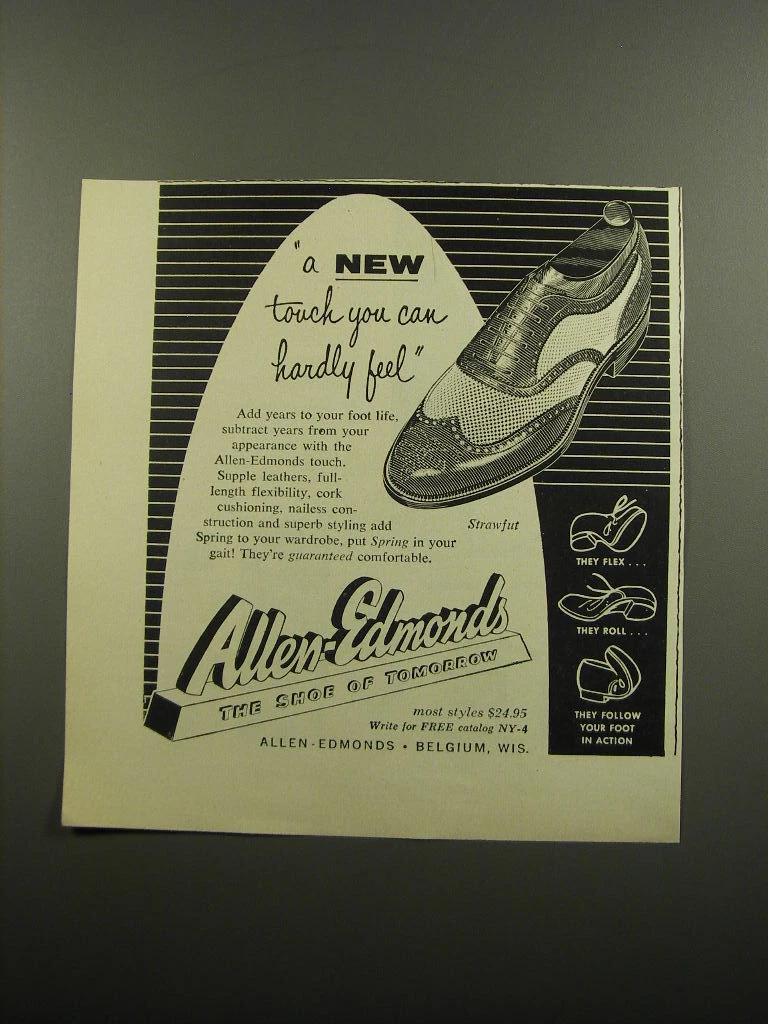 "a NEW
touch you can
hardly feel"
Add years to your foot life,
subtract years from your
appearance with the
Allen-Edmonds touch.
Supple leathers, full-
length flexibility, cork
cushioning, nailess con-
struction and superb styling add
Spring to your wardrobe, put Spring in your
gait! They're guaranteed comfortable.
Strawfut
Allen-Edmonds
THE SHOE OF TOMORROW
most styles $24.95
Write for FREE catalog NY-4
ALLEN-EDMONDS • BELGIUM, WIS.
THEY FLEX...
THEY ROLL...
THEY FOLLOW
YOUR FOOT
IN ACTION